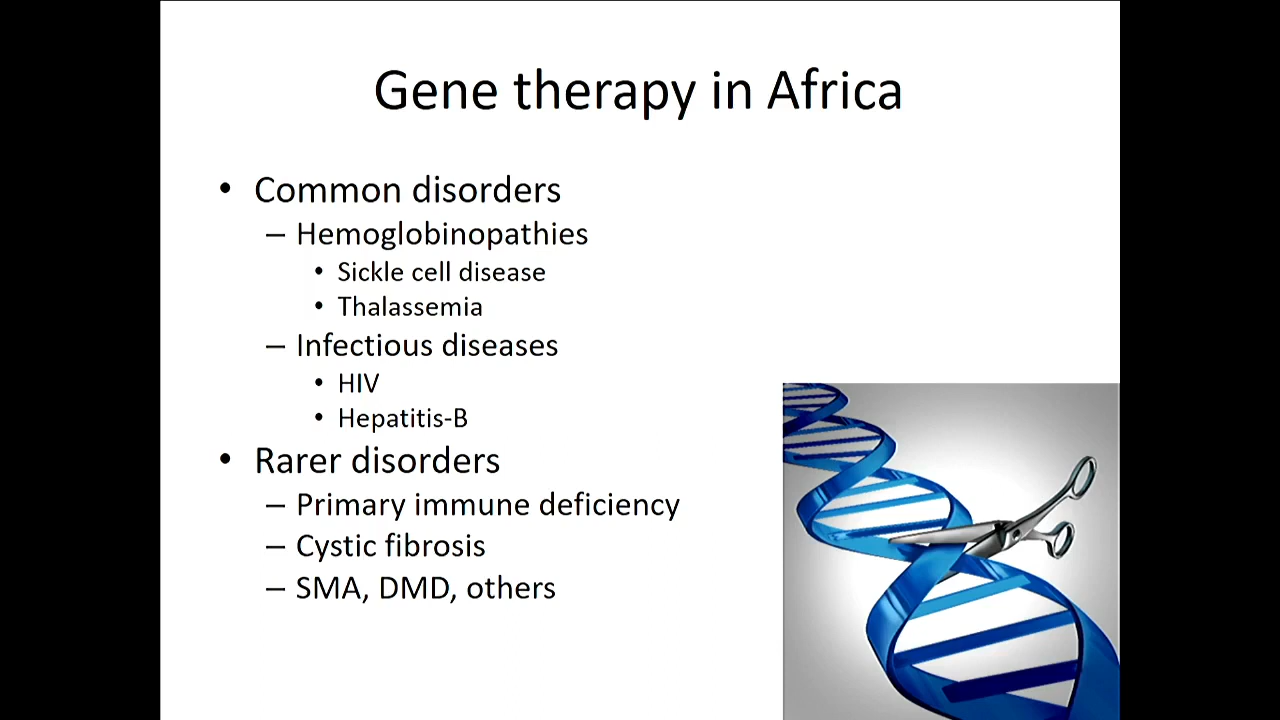 Gene therapy in Africa
• Common disorders
– Hemoglobinopathies
• Sickle cell disease
• Thalassemia
– Infectious diseases
• HIV
• Hepatitis-B
• Rarer disorders
– Primary immune deficiency
– Cystic fibrosis
– SMA, DMD, others